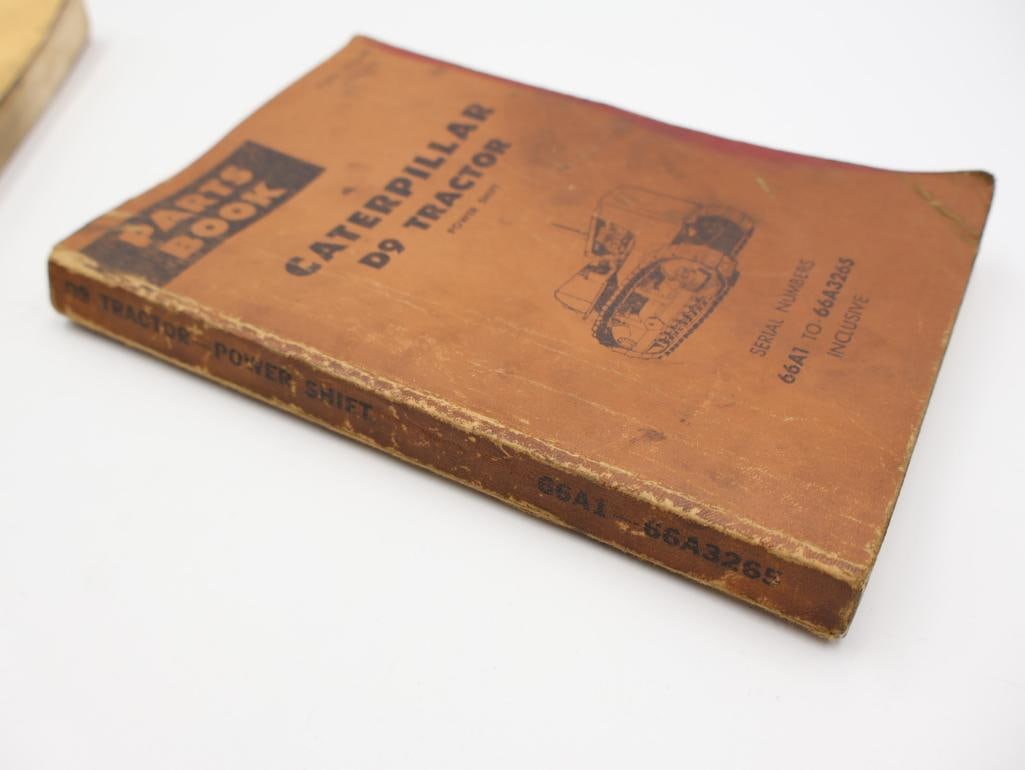 PARTS
BOOK
CATERPILLAR
D9 TRACTOR
POWER SHIFT
SERIAL NUMBERS
66A1 TO 66A3265
INCLUSIVE
D9 TRACTOR — POWER SHIFT 66A1 — 66A3265